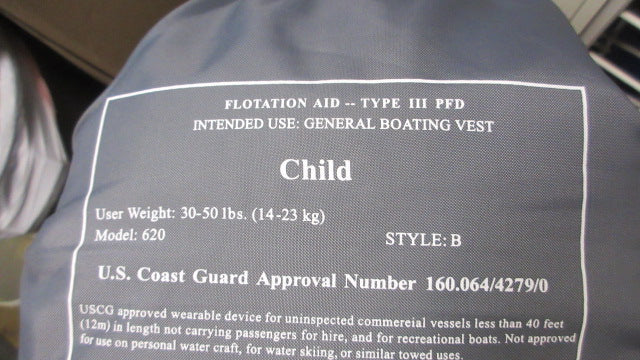 FLOTATION AID -- TYPE III PFD
INTENDED USE: GENERAL BOATING VEST
Child
User Weight: 30-50 lbs. (14-23 kg)
Model: 620 STYLE: B
U.S. Coast Guard Approval Number 160.064/4279/0
USCG approved wearable device for uninspected commereial vessels less than 40 feet
(12m) in length not carrying passengers for hire, and for recreational boats. Not approved
for use on personal water craft, for water skiing, or similar towed uses.